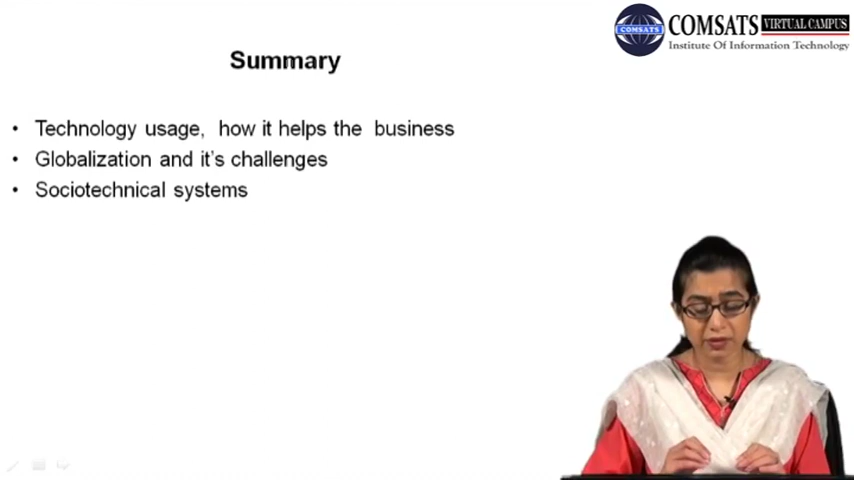 COMSATS VIRTUAL CAMPUS
Institute Of Information Technology
COMSATS
Summary
• Technology usage, how it helps the business
• Globalization and it's challenges
• Sociotechnical systems